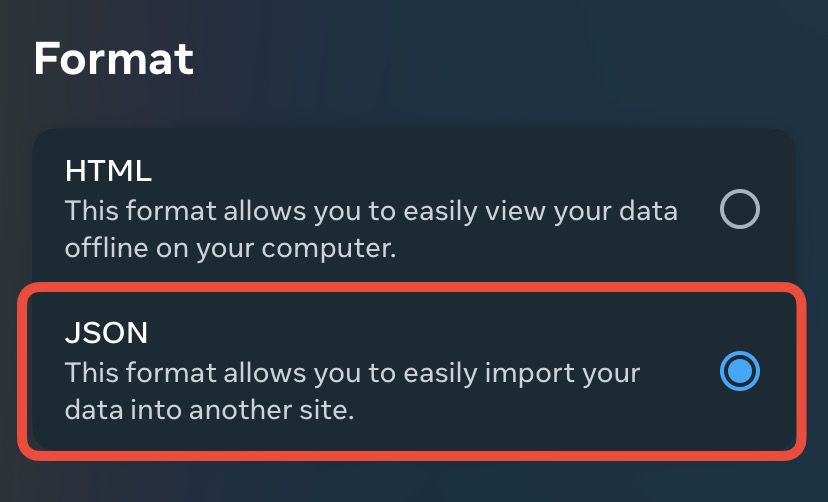 Format
HTML
This format allows you to easily view your data
offline on your computer.
JSON
This format allows you to easily import your
data into another site.